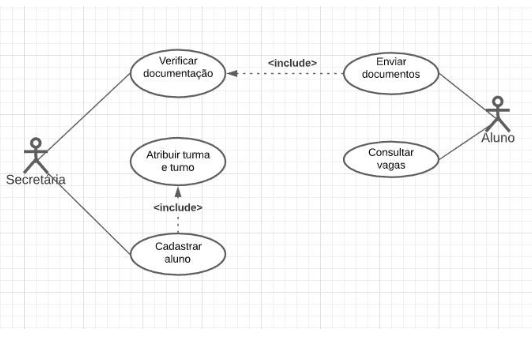 Verificar
documentação
<include>
Enviar
documentos
Aluno
Atribuir turma
e turno
Consultar
vagas
Secretária
<include>
Cadastrar
aluno